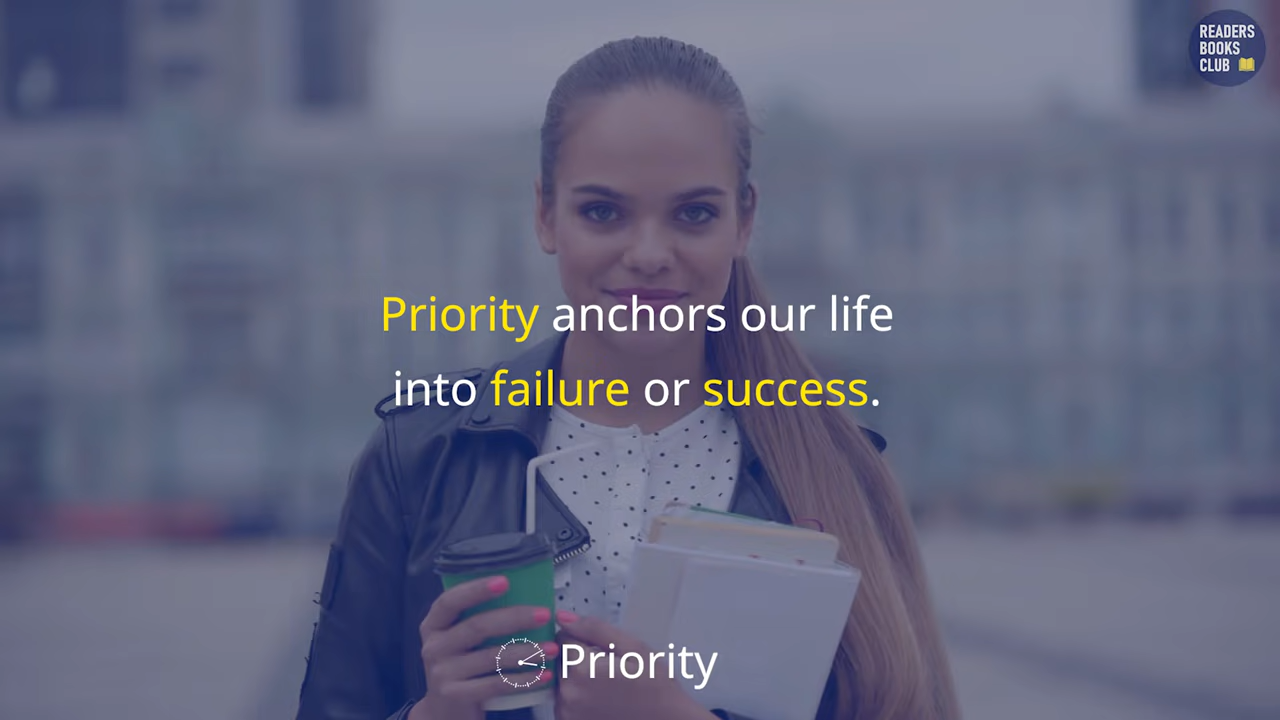 READERS
BOOKS
CLUB
Priority anchors our life
into failure or success.
Priority